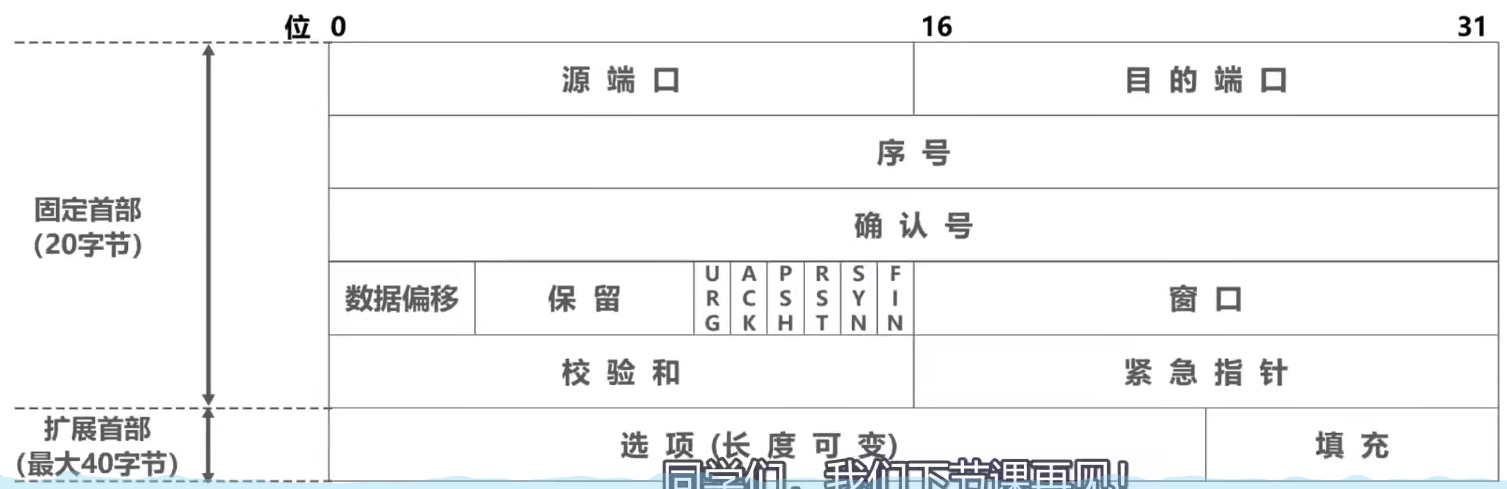 位 0 16 31
源端口 目的端口
序号
固定首部
(20字节)
确认号
数据偏移 保留 URG ACK PSH RST SYN FIN 窗口
校验和 紧急指针
扩展首部
(最大40字节)
选项(长度可变) 填充
同学们，我们下节课再见！